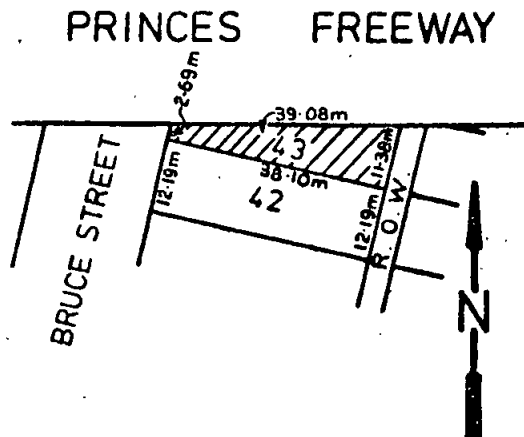 PRINCES FREEWAY
2·69m
39·08m
43
11·38m
38·10m
12·19m
42
12·19m
BRUCE STREET
R. O. W.
N